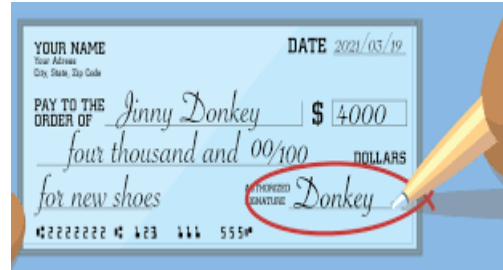 YOUR NAME
DATE 2021/03/19
Your Adress
City, State, Zip Code
PAY TO THE
ORDER OF Jinny Donkey $ 4000
four thousand and 00/100 DOLLARS
for new shoes AUTHORIZED
SIGNATURE Donkey
⑆2222222⑆ 123 111 555⑈